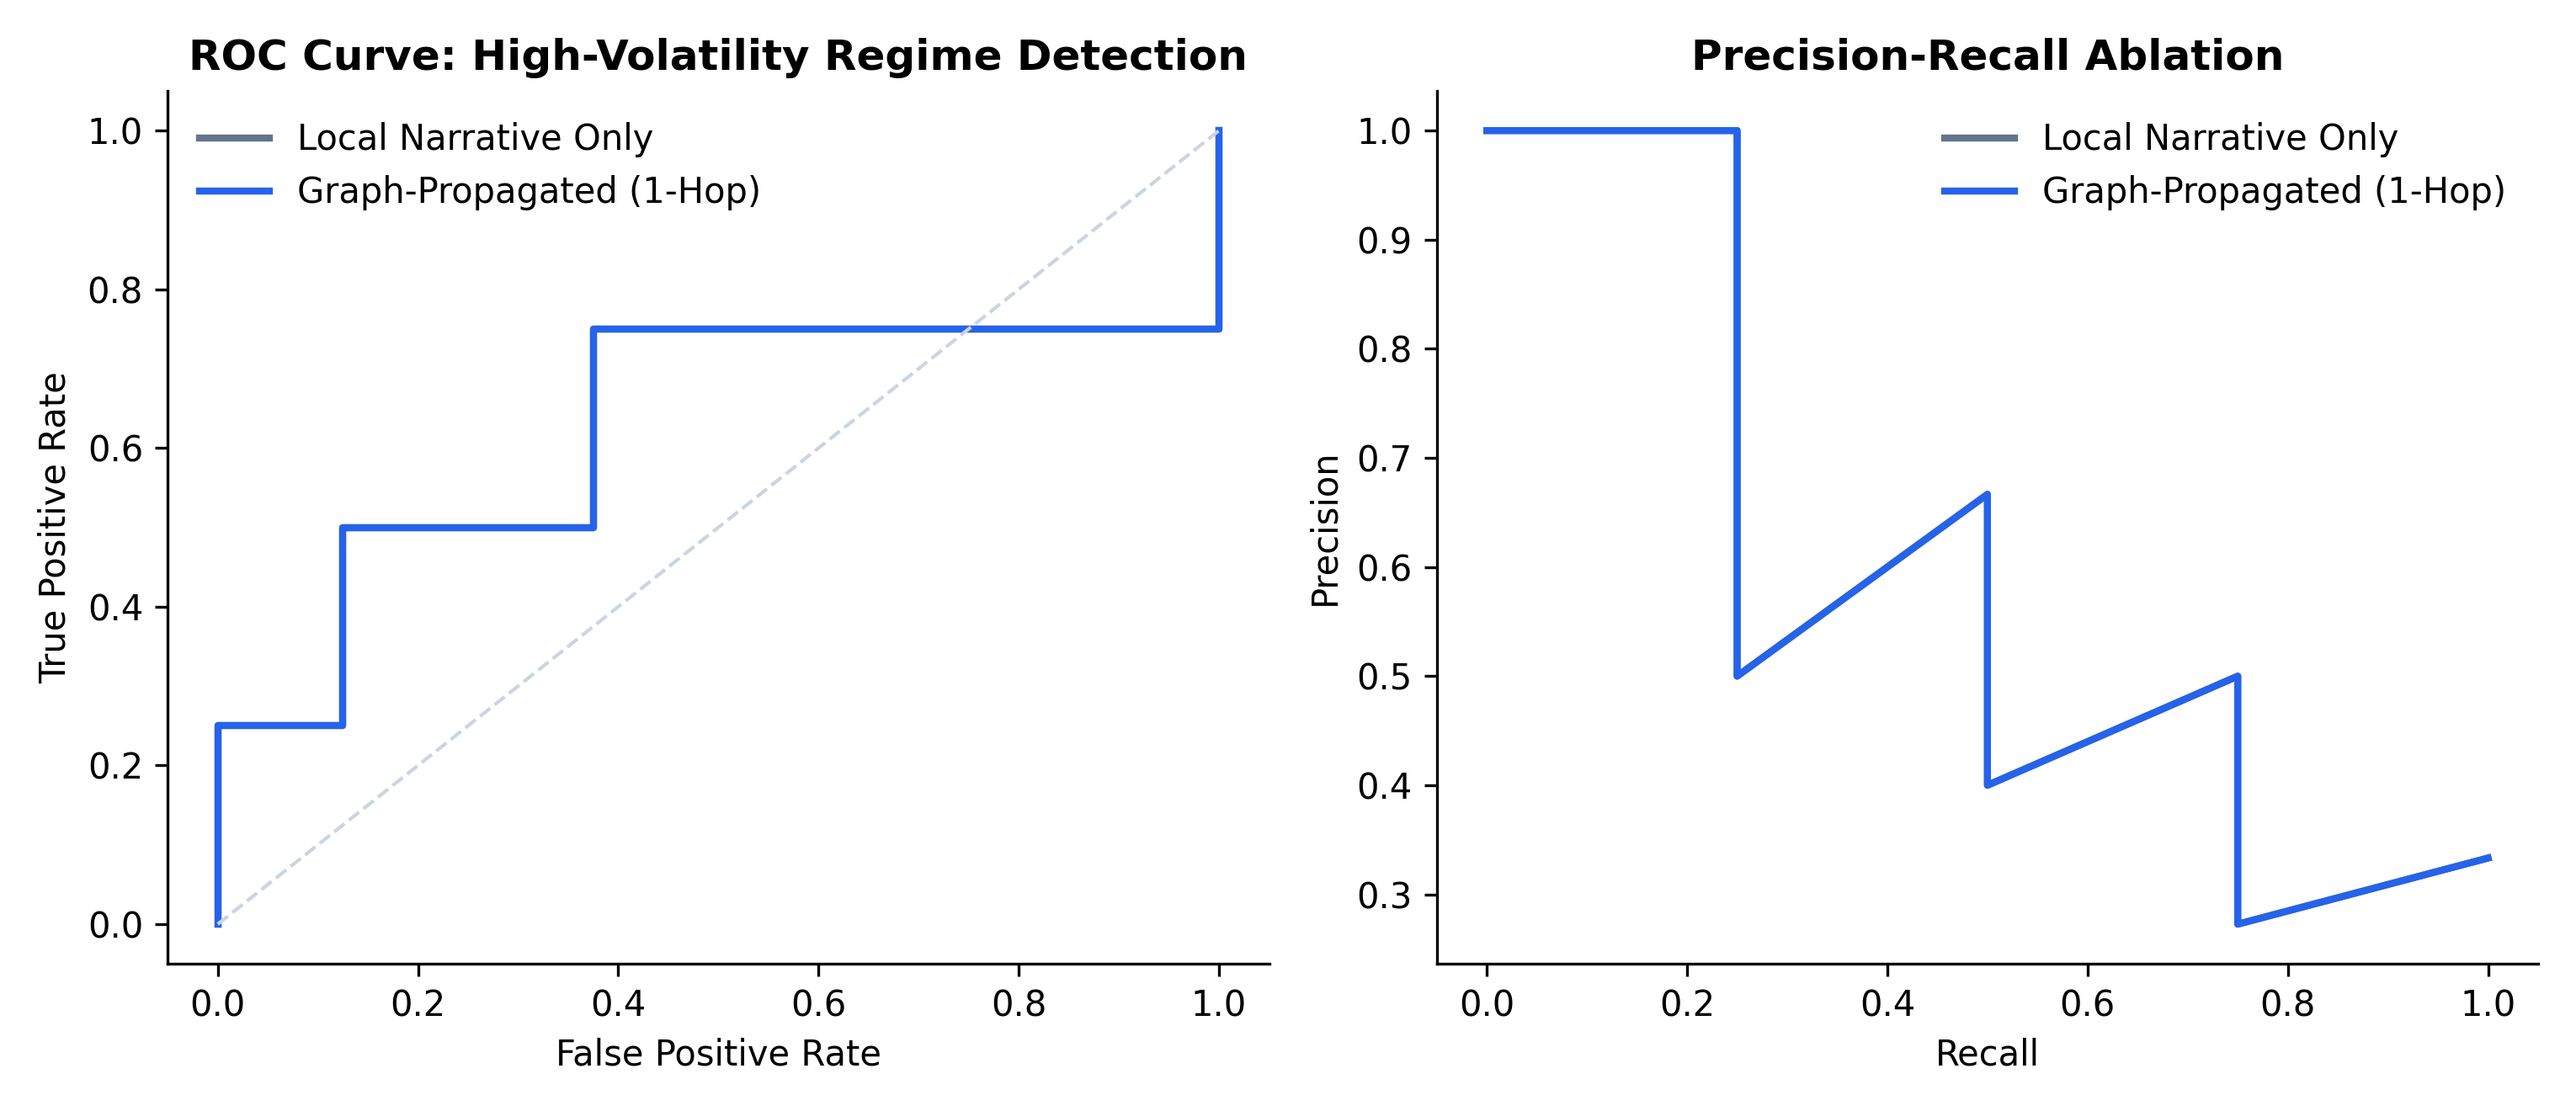 ROC Curve: High-Volatility Regime Detection
Local Narrative Only
Graph-Propagated (1-Hop)
1.0
0.8
0.6
0.4
0.2
0.0
True Positive Rate
0.0 0.2 0.4 0.6 0.8 1.0
False Positive Rate
Precision-Recall Ablation
Local Narrative Only
Graph-Propagated (1-Hop)
1.0
0.9
0.8
0.7
0.6
0.5
0.4
0.3
Precision
0.0 0.2 0.4 0.6 0.8 1.0
Recall